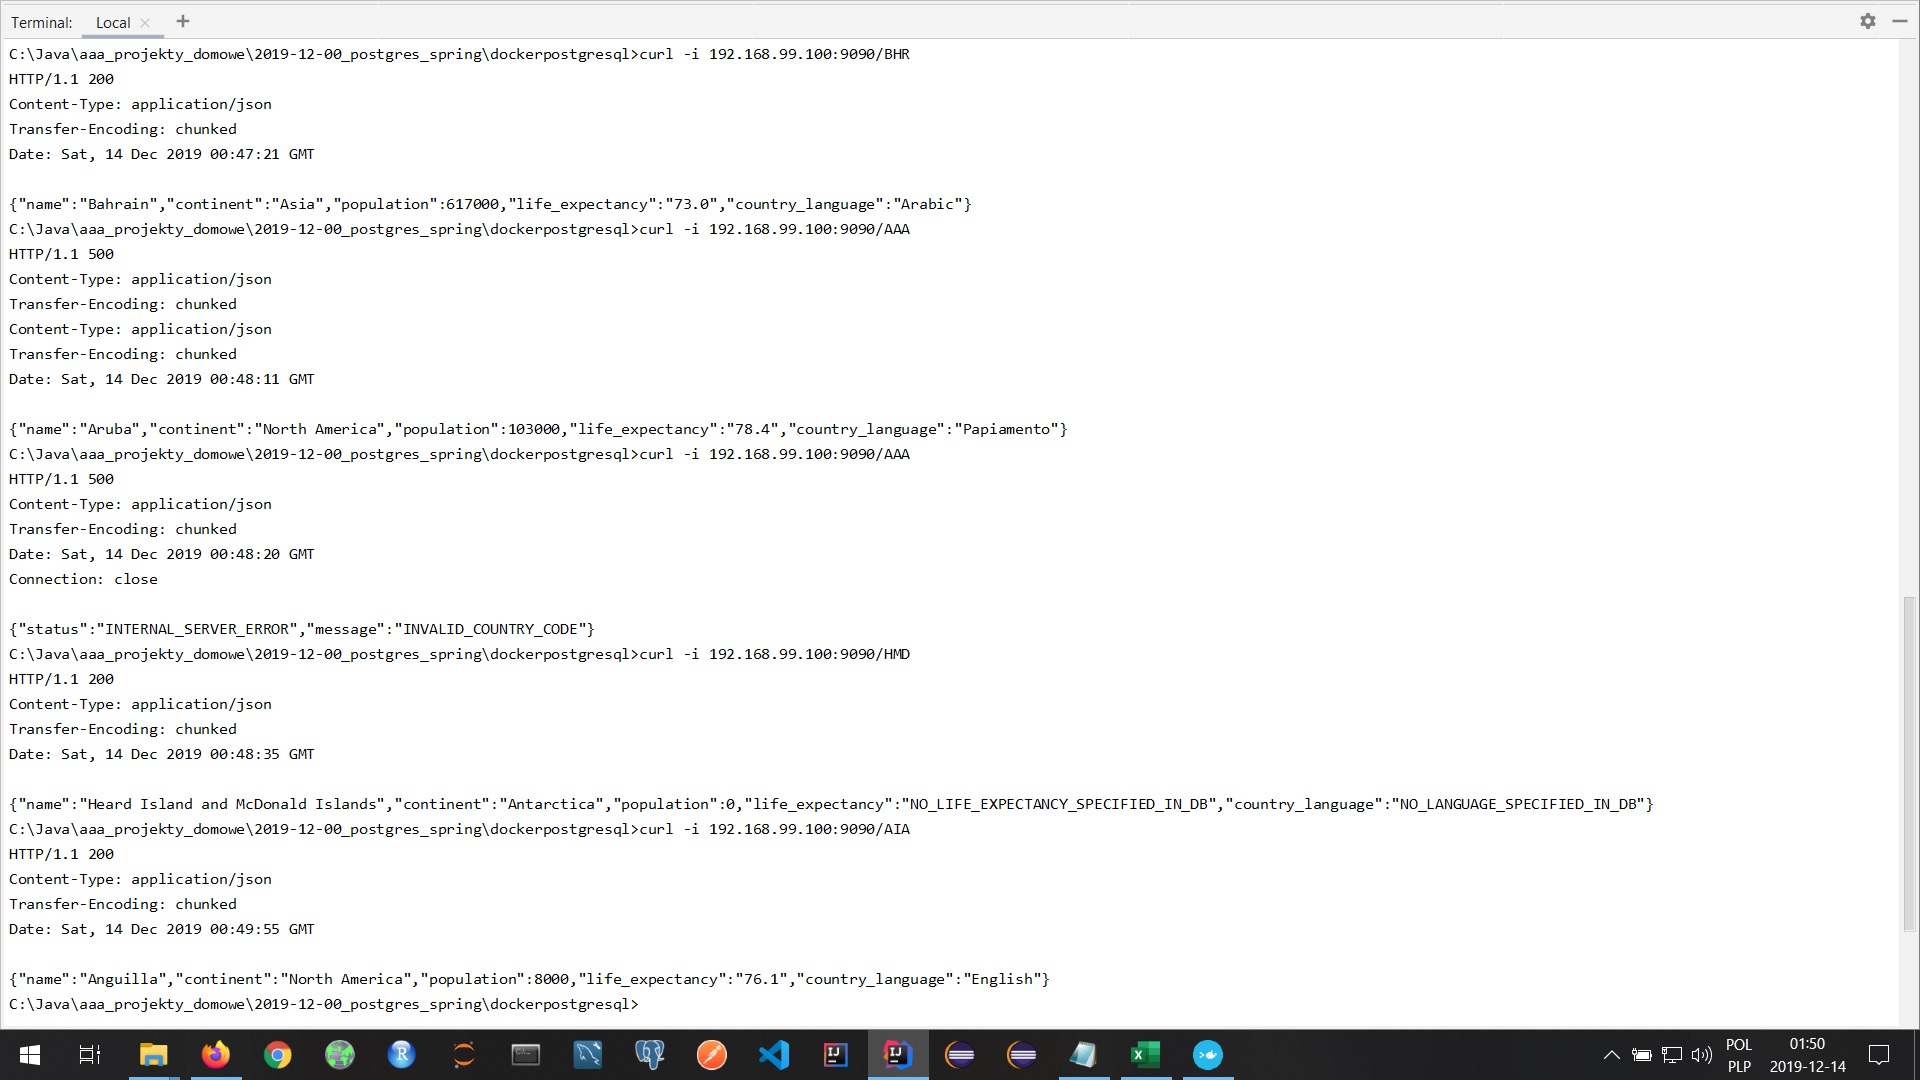 Terminal: Local
C:\Java\aaa_projekty_domowe\2019-12-00_postgres_spring\dockerpostgresql>curl -i 192.168.99.100:9090/BHR
HTTP/1.1 200
Content-Type: application/json
Transfer-Encoding: chunked
Date: Sat, 14 Dec 2019 00:47:21 GMT
{"name":"Bahrain","continent":"Asia","population":617000,"life_expectancy":"73.0","country_language":"Arabic"}
C:\Java\aaa_projekty_domowe\2019-12-00_postgres_spring\dockerpostgresql>curl -i 192.168.99.100:9090/AAA
HTTP/1.1 500
Content-Type: application/json
Transfer-Encoding: chunked
Content-Type: application/json
Transfer-Encoding: chunked
Date: Sat, 14 Dec 2019 00:48:11 GMT
{"name":"Aruba","continent":"North America","population":103000,"life_expectancy":"78.4","country_language":"Papiamento"}
C:\Java\aaa_projekty_domowe\2019-12-00_postgres_spring\dockerpostgresql>curl -i 192.168.99.100:9090/AAA
HTTP/1.1 500
Content-Type: application/json
Transfer-Encoding: chunked
Date: Sat, 14 Dec 2019 00:48:20 GMT
Connection: close
{"status":"INTERNAL_SERVER_ERROR","message":"INVALID_COUNTRY_CODE"}
C:\Java\aaa_projekty_domowe\2019-12-00_postgres_spring\dockerpostgresql>curl -i 192.168.99.100:9090/HMD
HTTP/1.1 200
Content-Type: application/json
Transfer-Encoding: chunked
Date: Sat, 14 Dec 2019 00:48:35 GMT
{"name":"Heard Island and McDonald Islands","continent":"Antarctica","population":0,"life_expectancy":"NO_LIFE_EXPECTANCY_SPECIFIED_IN_DB","country_language":"NO_LANGUAGE_SPECIFIED_IN_DB"}
C:\Java\aaa_projekty_domowe\2019-12-00_postgres_spring\dockerpostgresql>curl -i 192.168.99.100:9090/AIA
HTTP/1.1 200
Content-Type: application/json
Transfer-Encoding: chunked
Date: Sat, 14 Dec 2019 00:49:55 GMT
{"name":"Anguilla","continent":"North America","population":8000,"life_expectancy":"76.1","country_language":"English"}
C:\Java\aaa_projekty_domowe\2019-12-00_postgres_spring\dockerpostgresql>
POL 01:50
PLP 2019-12-14